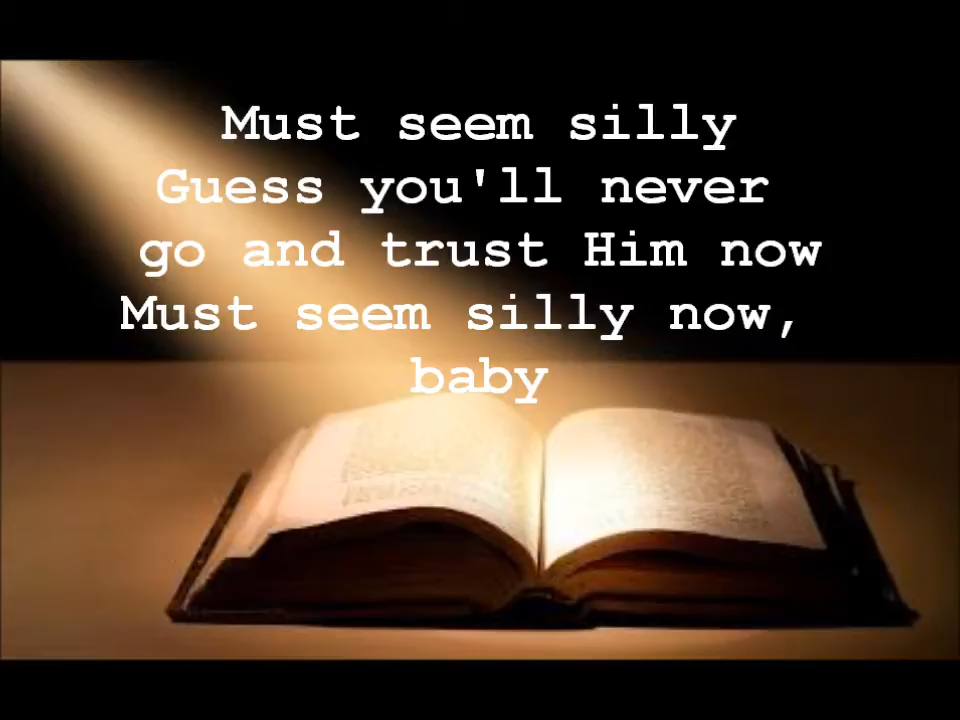 Must seem silly
Guess you'll never
go and trust Him now
Must seem silly now,
baby